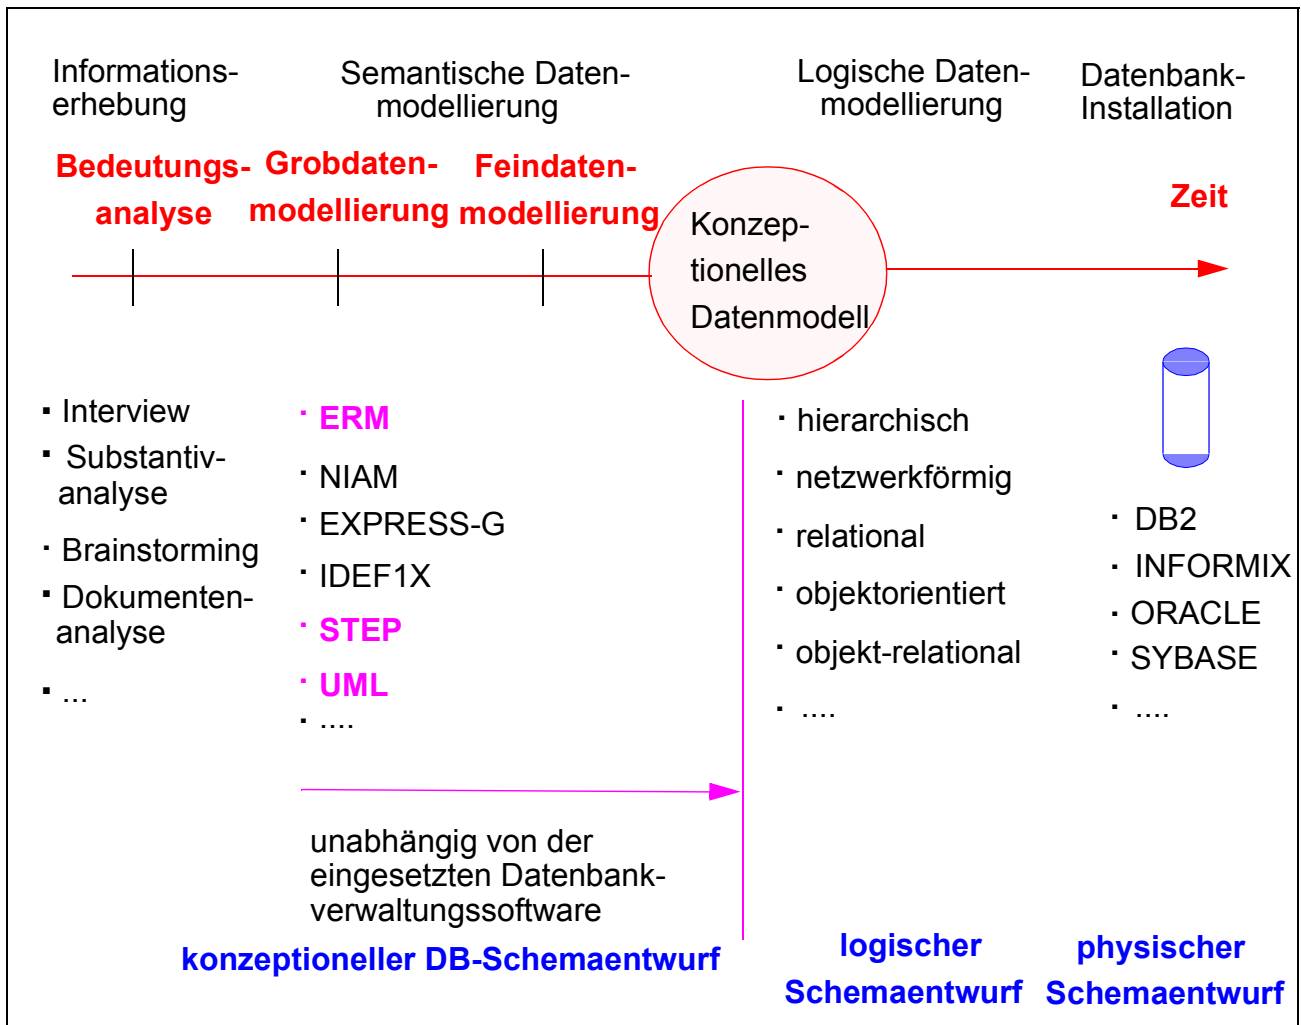 Informations-
erhebung
Semantische Daten-
modellierung
Logische Daten-
modellierung
Datenbank-
Installation
Bedeutungs-
analyse
Grobdaten-
modellierung
Feindaten-
modellierung
Konzep-
tionelles
Datenmodell
Zeit
▪ Interview
▪ Substantiv-
analyse
▪ Brainstorming
▪ Dokumenten-
analyse
▪ ...
▪ ERM
▪ NIAM
▪ EXPRESS-G
▪ IDEF1X
▪ STEP
▪ UML
▪ ....
▪ hierarchisch
▪ netzwerkförmig
▪ relational
▪ objektorientiert
▪ objekt-relational
▪ ....
▪ DB2
▪ INFORMIX
▪ ORACLE
▪ SYBASE
▪ ....
unabhängig von der
eingesetzten Datenbank-
verwaltungssoftware
konzeptioneller DB-Schemaentwurf
logischer
Schemaentwurf
physischer
Schemaentwurf